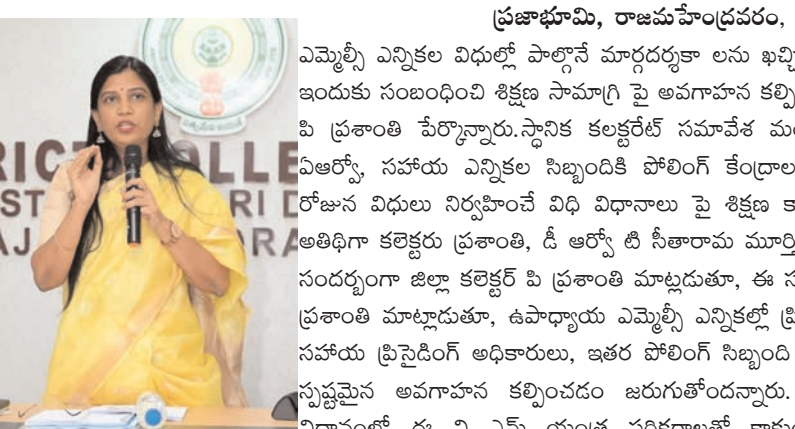 ప్రజాభూమి, రాజమహేంద్రవరం,
ఎమ్మెల్సీ ఎన్నికల విధుల్లో పాల్గొనే మార్గదర్శకా లను
ఇందుకు సంబంధించి శిక్షణ సామాగ్రి పై అవగాహన
పి ప్రశాంతి పేర్కొన్నారు.స్థానిక కలక్టరేట్ సమావేశ
ఏఆర్వో, సహాయ ఎన్నికల సిబ్బందికి పోలింగ్
రోజున విధులు నిర్వహించే విధి విధానాలు పై శిక్షణ
అతిథిగా కలెక్టరు ప్రశాంతి, డీ ఆర్వో టి సీతారామ
సందర్భంగా జిల్లా కలెక్టర్ పి ప్రశాంతి మాట్లడుతూ, ఈ
ప్రశాంతి మాట్లాడుతూ, ఉపాధ్యాయ ఎమ్మెల్సీ ఎన్నికల్లో
సహాయ ప్రిసైడింగ్ అధికారులు, ఇతర పోలింగ్ సిబ్బంది
స్పష్టమైన అవగాహన కల్పించడం జరుగుతోందన్నారు.